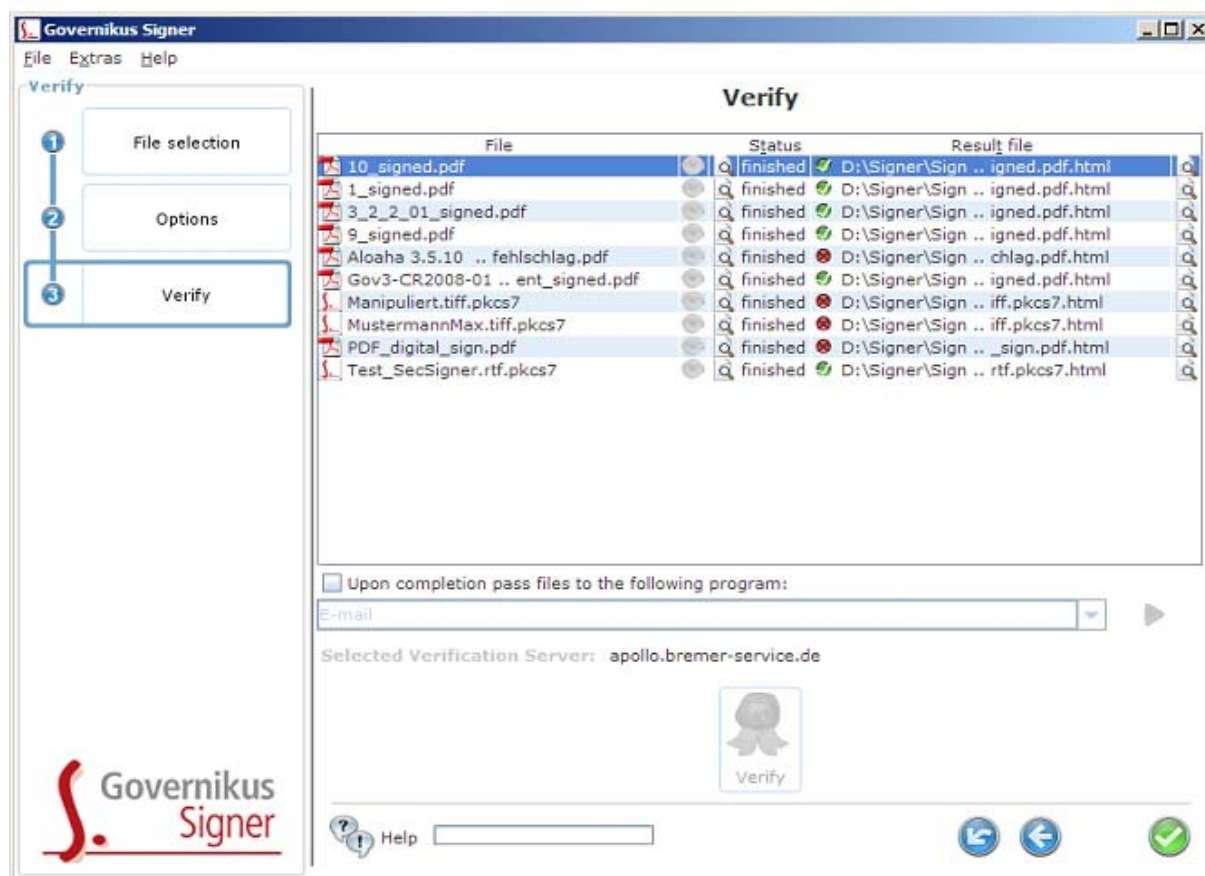 Governikus Signer
File Extras Help
Verify
1 File selection
2 Options
3 Verify
Governikus
Signer
Verify
File Status Result file
10_signed.pdf finished D:\Signer\Sign .. igned.pdf.html
1_signed.pdf finished D:\Signer\Sign .. igned.pdf.html
3_2_2_01_signed.pdf finished D:\Signer\Sign .. igned.pdf.html
9_signed.pdf finished D:\Signer\Sign .. igned.pdf.html
Aloaha 3.5.10 .. fehlschlag.pdf finished D:\Signer\Sign .. chlag.pdf.html
Gov3-CR2008-01 .. ent_signed.pdf finished D:\Signer\Sign .. igned.pdf.html
Manipuliert.tiff.pkcs7 finished D:\Signer\Sign .. iff.pkcs7.html
MustermannMax.tiff.pkcs7 finished D:\Signer\Sign .. iff.pkcs7.html
PDF_digital_sign.pdf finished D:\Signer\Sign .. _sign.pdf.html
Test_SecSigner.rtf.pkcs7 finished D:\Signer\Sign .. rtf.pkcs7.html
Upon completion pass files to the following program:
E-mail
Selected Verification Server: apollo.bremer-service.de
Verify
Help